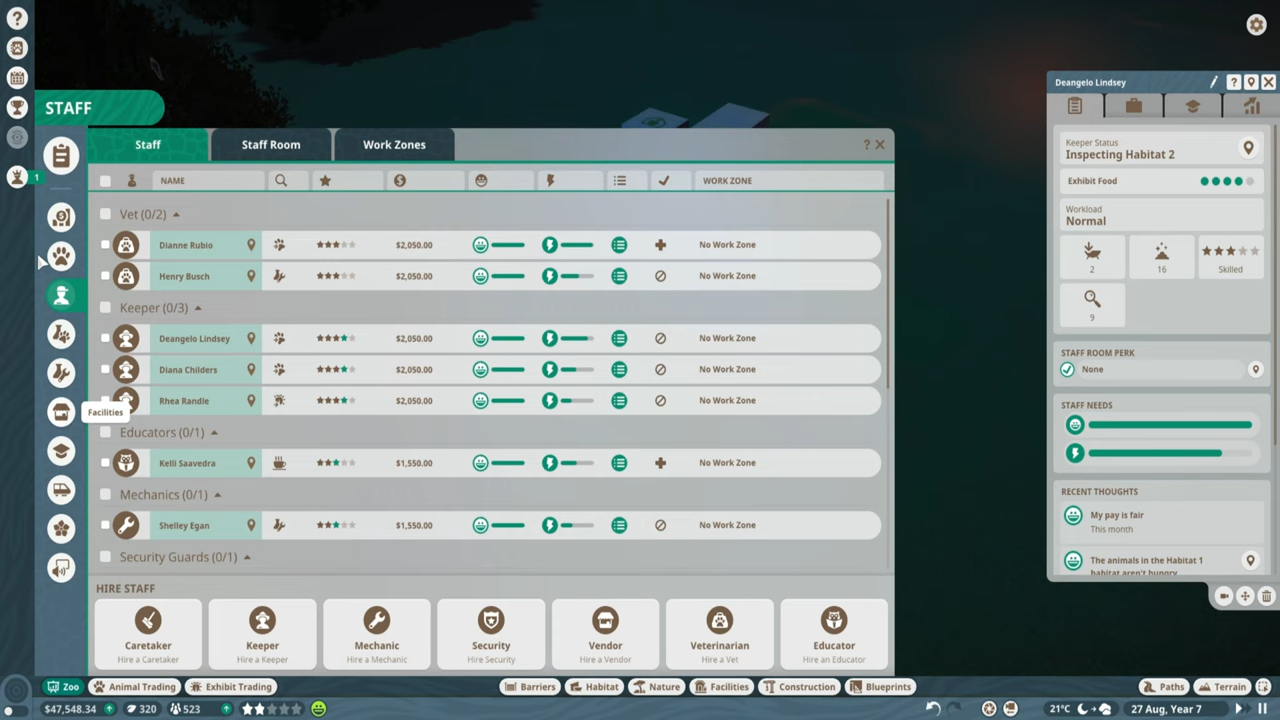 STAFF
1
Staff
Staff Room
Work Zones
?
NAME
WORK ZONE
Vet (0/2)
Dianne Rubio $2,050.00 No Work Zone
Henry Busch $2,050.00 No Work Zone
Keeper (0/3)
Deangelo Lindsey $2,050.00 No Work Zone
Diana Childers $2,050.00 No Work Zone
Rhea Randle $2,050.00 No Work Zone
Facilities
Educators (0/1)
Kelli Saavedra $1,550.00 No Work Zone
Mechanics (0/1)
Shelley Egan $1,550.00 No Work Zone
Security Guards (0/1)
HIRE STAFF
Caretaker
Hire a Caretaker
Keeper
Hire a Keeper
Mechanic
Hire a Mechanic
Security
Hire Security
Vendor
Hire a Vendor
Veterinarian
Hire a Vet
Educator
Hire an Educator
Deangelo Lindsey ?
Keeper Status
Inspecting Habitat 2
Exhibit Food
Workload
Normal
2
16
Skilled
9
STAFF ROOM PERK
None
STAFF NEEDS
RECENT THOUGHTS
My pay is fair
This month
The animals in the Habitat 1
habitat aren't hungry
Zoo Animal Trading Exhibit Trading Barriers Habitat Nature Facilities Construction Blueprints Paths Terrain
$47,548.34 320 523 21°C 27 Aug, Year 7